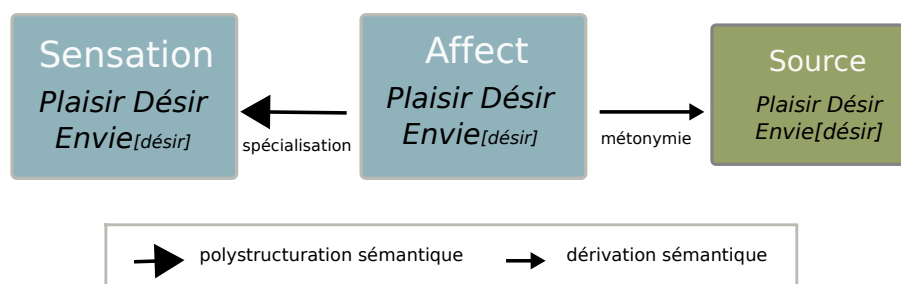 Sensation
Plaisir Désir
Envie[désir]
spécialisation
Affect
Plaisir Désir
Envie[désir]
métonymie
Source
Plaisir Désir
Envie[désir]
polystructuration sémantique
dérivation sémantique